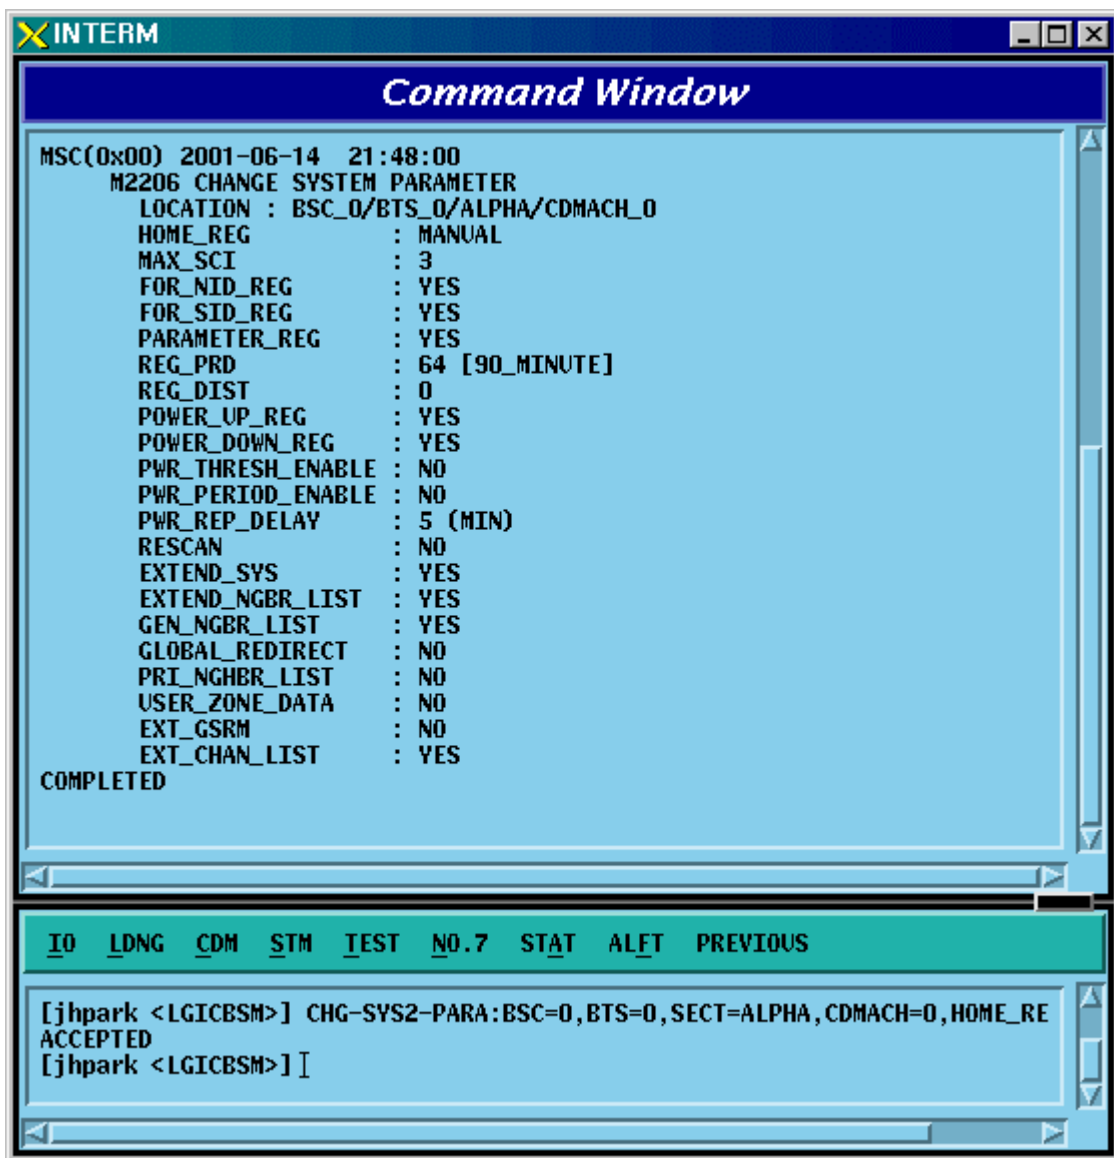 INTERM
Command Window
MSC(0x00) 2001-06-14 21:48:00
M2206 CHANGE SYSTEM PARAMETER
LOCATION : BSC_0/BTS_0/ALPHA/CDMACH_0
HOME_REG : MANUAL
MAX_SCI : 3
FOR_NID_REG : YES
FOR_SID_REG : YES
PARAMETER_REG : YES
REG_PRD : 64 [90_MINUTE]
REG_DIST : 0
POWER_UP_REG : YES
POWER_DOWN_REG : YES
PWR_THRESH_ENABLE : NO
PWR_PERIOD_ENABLE : NO
PWR_REP_DELAY : 5 (MIN)
RESCAN : NO
EXTEND_SYS : YES
EXTEND_NGBR_LIST : YES
GEN_NGBR_LIST : YES
GLOBAL_REDIRECT : NO
PRI_NGHBR_LIST : NO
USER_ZONE_DATA : NO
EXT_GSRM : NO
EXT_CHAN_LIST : YES
COMPLETED
IO LDNG CDM STM TEST NO.7 STAT ALFT PREVIOUS
[jhpark <LGICBSM>] CHG-SYS2-PARA:BSC=0,BTS=0,SECT=ALPHA,CDMACH=0,HOME_RE
ACCEPTED
[jhpark <LGICBSM>]